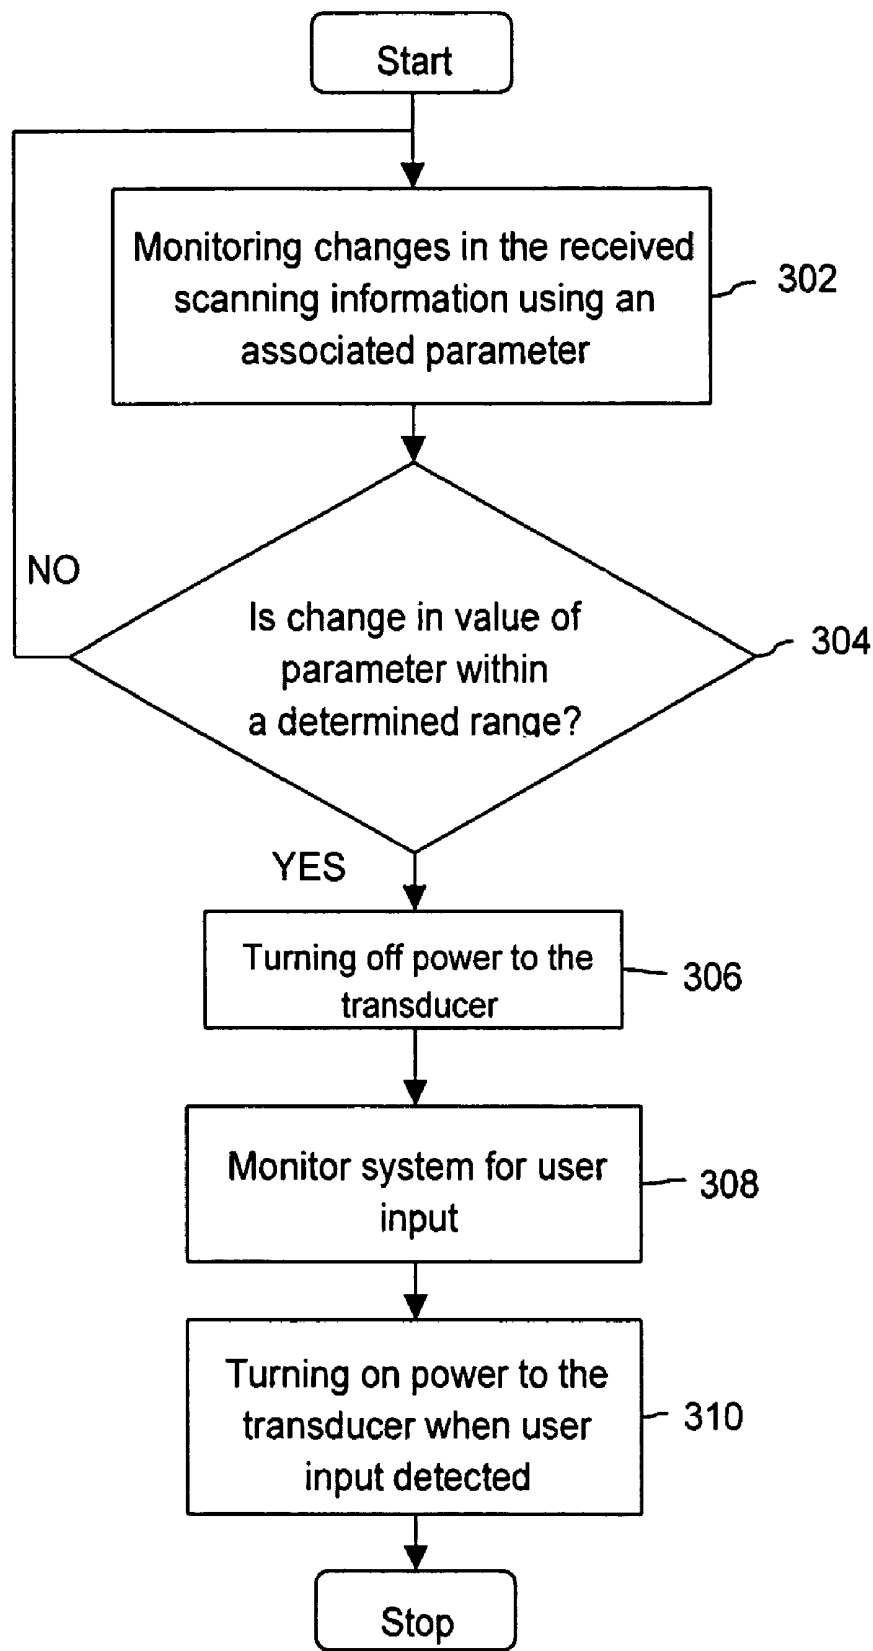 Start
Monitoring changes in the received
scanning information using an
associated parameter
302
NO
Is change in value of
parameter within
a determined range?
304
YES
Turning off power to the
transducer
306
Monitor system for user
input
308
Turning on power to the
transducer when user
input detected
310
Stop